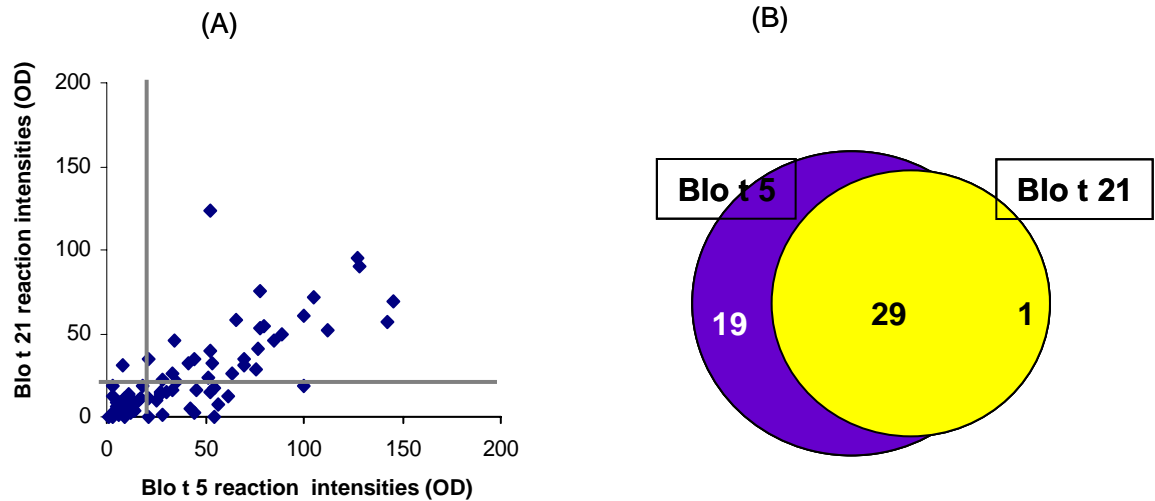 (A)
Blo t 21 reaction intensities (OD)
200
150
100
50
0
0 50 100 150 200
Blo t 5 reaction intensities (OD)
(B)
Blo t 5
Blo t 21
19
29
1